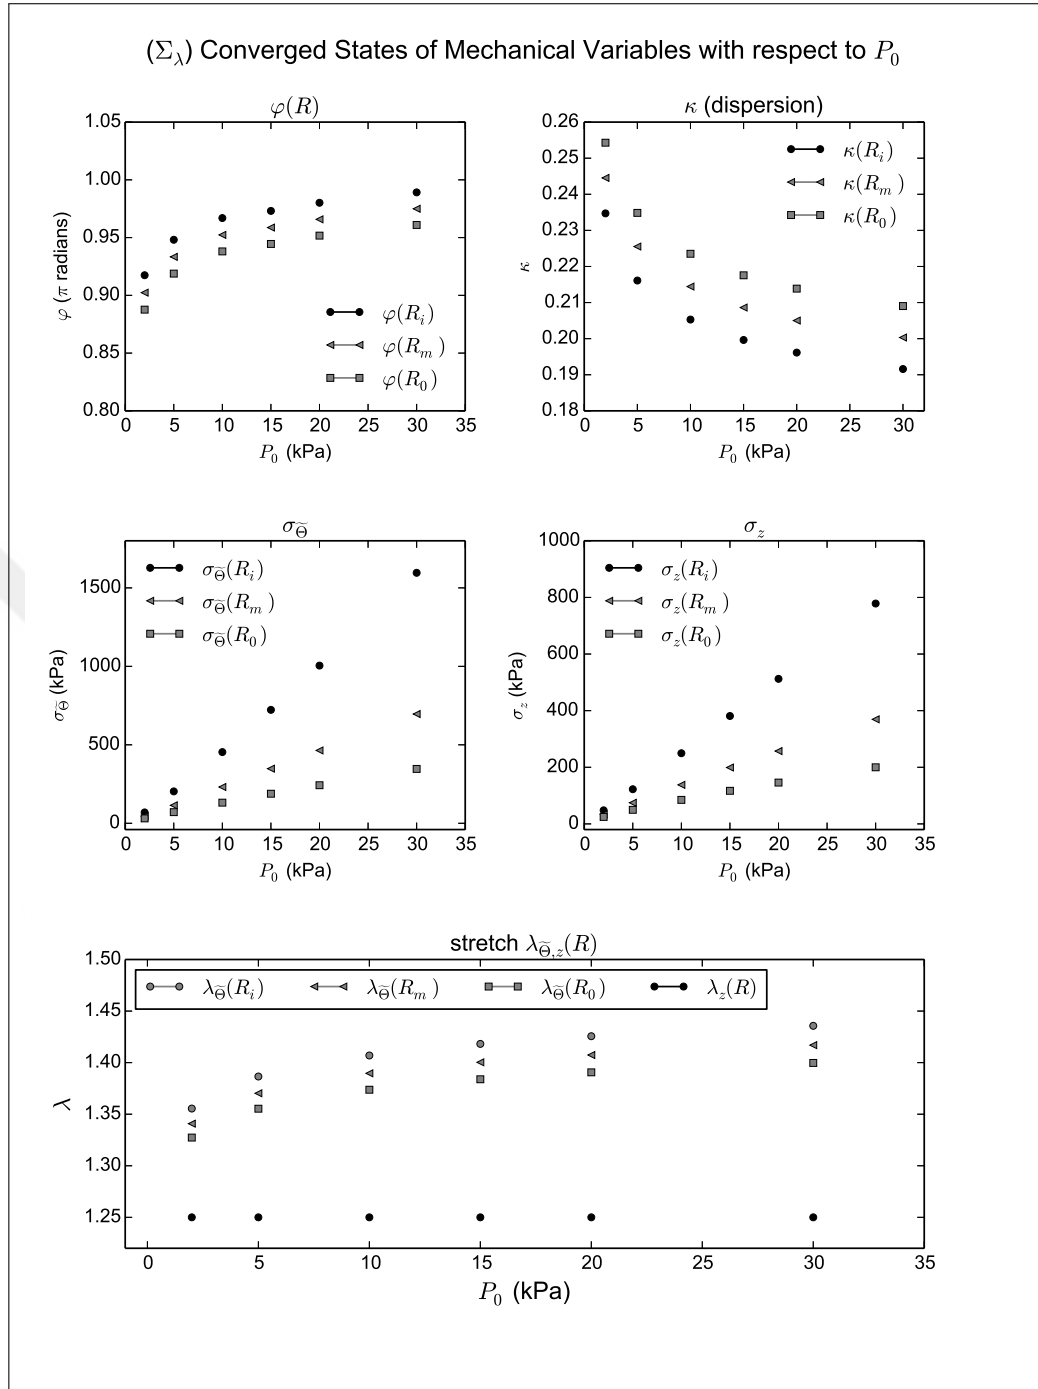 (Σ_λ) Converged States of Mechanical Variables with respect to P₀
φ(R)
1.05
1.00
0.95
0.90
0.85
0.80
φ (π radians)
φ(R_i)
φ(R_m)
φ(R_0)
0 5 10 15 20 25 30 35
P₀ (kPa)
κ (dispersion)
0.26
0.25
0.24
0.23
0.22
0.21
0.20
0.19
0.18
κ
κ(R_i)
κ(R_m)
κ(R_0)
0 5 10 15 20 25 30
P₀ (kPa)
σ_Θ̃
1500
1000
500
0
σ_Θ̃ (kPa)
σ_Θ̃(R_i)
σ_Θ̃(R_m)
σ_Θ̃(R_0)
0 5 10 15 20 25 30 35
P₀ (kPa)
σ_z
1000
800
600
400
200
0
σ_z (kPa)
σ_z(R_i)
σ_z(R_m)
σ_z(R_0)
0 5 10 15 20 25 30 35
P₀ (kPa)
stretch λ_Θ̃,z(R)
1.50
1.45
1.40
1.35
1.30
1.25
λ
λ_Θ̃(R_i) λ_Θ̃(R_m) λ_Θ̃(R_0) λ_z(R)
0 5 10 15 20 25 30 35
P₀ (kPa)